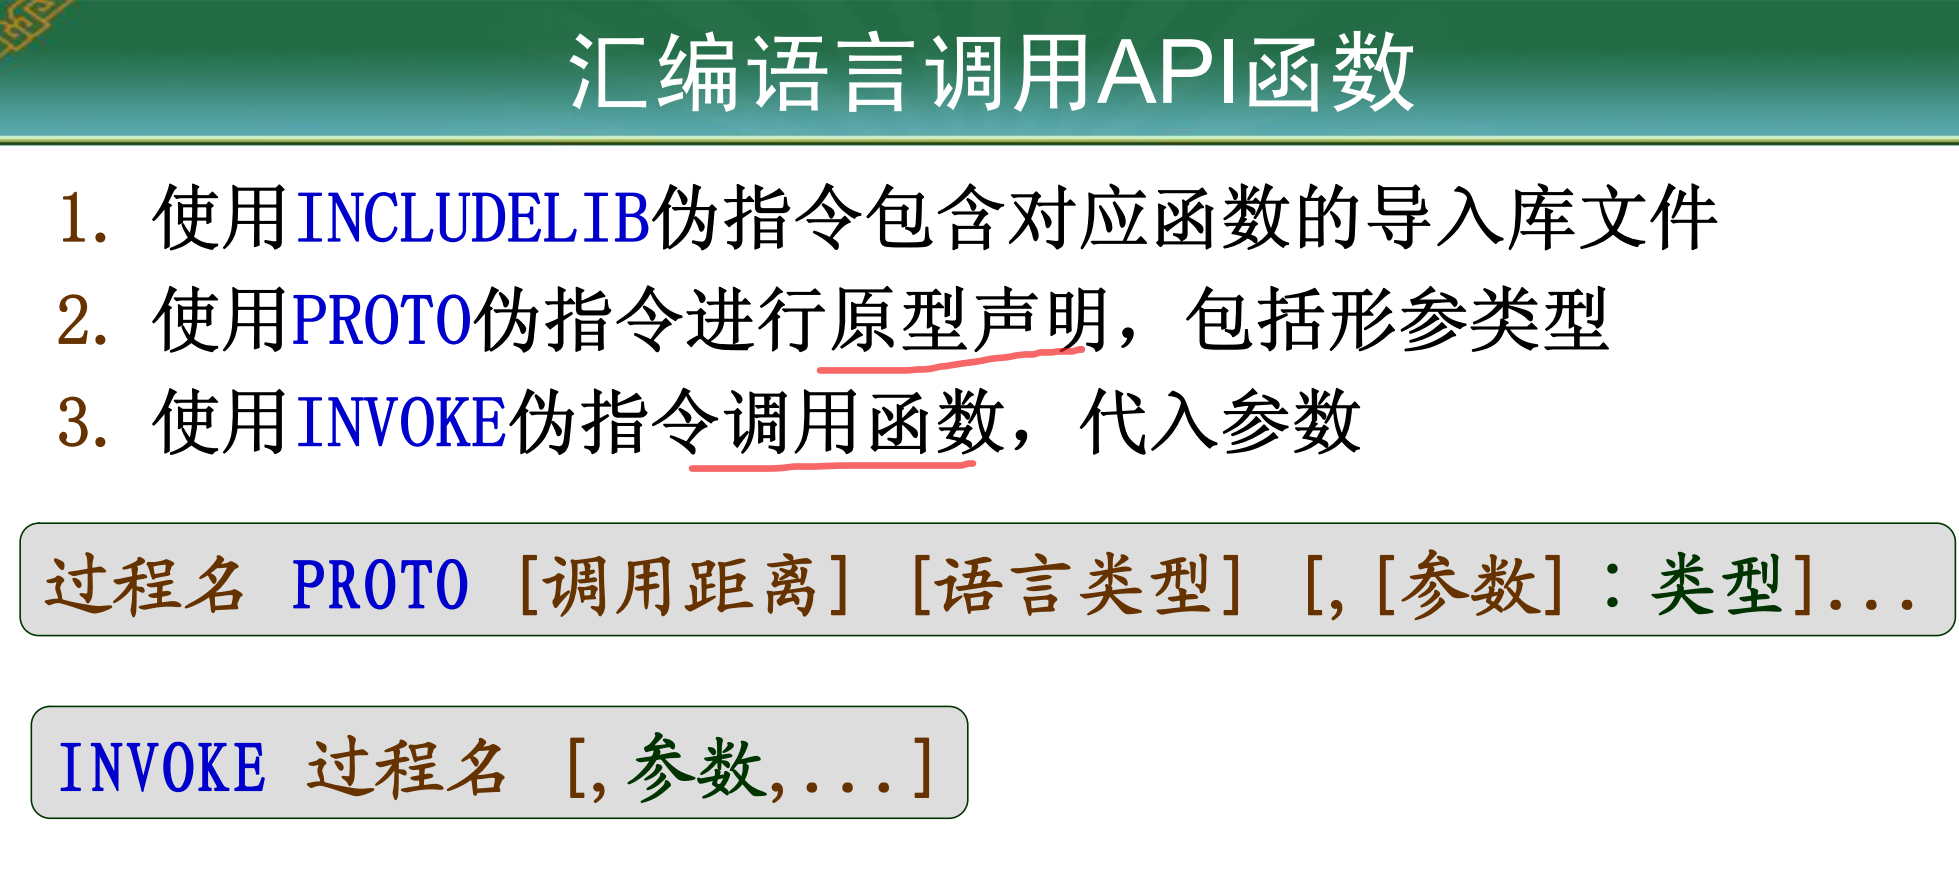 汇编语言调用API函数
1. 使用INCLUDELIB伪指令包含对应函数的导入库文件
2. 使用PROTO伪指令进行原型声明，包括形参类型
3. 使用INVOKE伪指令调用函数，代入参数
过程名 PROTO [调用距离] [语言类型] [,[参数]：类型]...
INVOKE 过程名 [,参数,....]